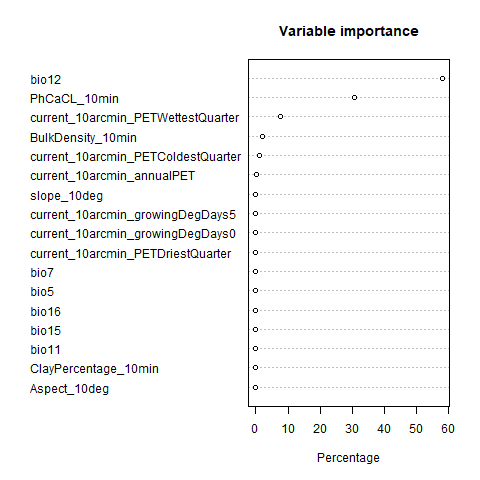 Variable importance
bio12
PhCaCL_10min
current_10arcmin_PETWettestQuarter
BulkDensity_10min
current_10arcmin_PETColdestQuarter
current_10arcmin_annualPET
slope_10deg
current_10arcmin_growingDegDays5
current_10arcmin_growingDegDays0
current_10arcmin_PETDriestQuarter
bio7
bio5
bio16
bio15
bio11
ClayPercentage_10min
Aspect_10deg
0 10 20 30 40 50 60
Percentage